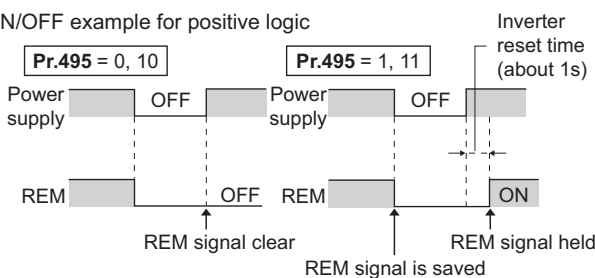 N/OFF example for positive logic
Inverter
reset time
(about 1s)
Pr.495 = 0, 10
Pr.495 = 1, 11
Power
supply
OFF
Power
supply
OFF
REM
OFF
REM
ON
REM signal clear
REM signal held
REM signal is saved